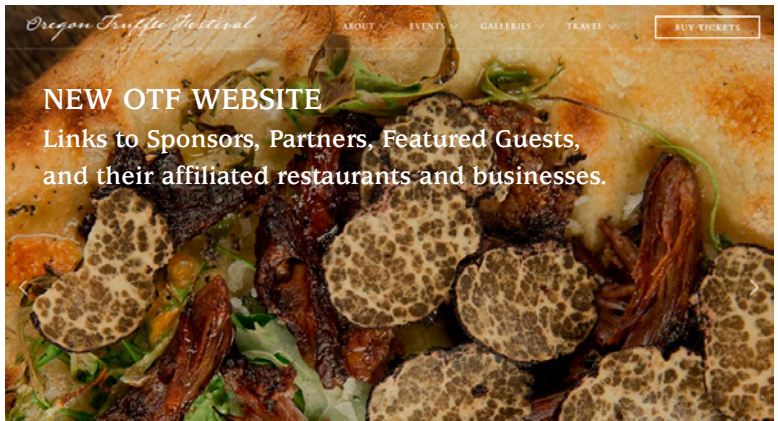 Oregon Truffle Festival
ABOUT EVENTS GALLERIES TRAVEL BUY TICKETS
NEW OTF WEBSITE
Links to Sponsors, Partners, Featured Guests,
and their affiliated restaurants and businesses.